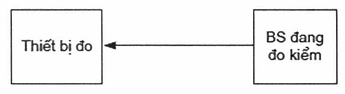 Thiết bị đo
BS đang
đo kiểm